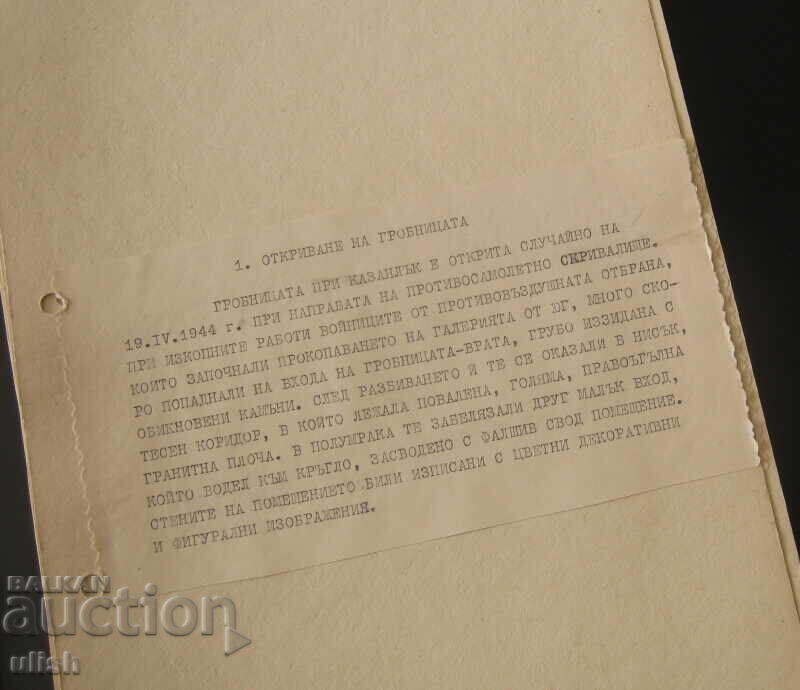 1. ОТКРИВАНЕ НА ГРОБНИЦАТА
ГРОБНИЦАТА ПРИ КАЗАНЛЪК Е ОТКРИТА СЛУЧАЙНО НА
19.IV.1944 г. ПРИ НАПРАВАТА НА ПРОТИВОСАМОЛЕТНО СКРИВАЛИЩЕ.
ПРИ ИЗКОПНИТЕ РАБОТИ ВОЙНИЦИТЕ ОТ ПРОТИВОВЪЗДУШНАТА ОТБРАНА,
КОИТО ЗАПОЧНАЛИ ПРОКОПАВАНЕТО НА ГАЛЕРИЯТА ОТ ЮГ, МНОГО СКО-
РО ПОПАДНАЛИ НА ВХОДА НА ГРОБНИЦАТА-ВРАТА, ГРУБО ИЗЗИДАНА С
ОБИКНОВЕНИ КАМЪНИ. СЛЕД РАЗБИВАНЕТО Й ТЕ СЕ ОКАЗАЛИ В НИСЪК,
ТЕСЕН КОРИДОР, В КОЙТО ЛЕЖАЛА ПОВАЛЕНА, ГОЛЯМА, ПРАВОЪГЪЛНА
ГРАНИТНА ПЛОЧА. В ПОЛУМРАКА ТЕ ЗАБЕЛЯЗАЛИ ДРУГ МАЛЪК ВХОД,
КОЙТО ВОДЕЛ КЪМ КРЪГЛО, ЗАСВОДЕНО С ФАЛШИВ СВОД ПОМЕЩЕНИЕ.
СТЕНИТЕ НА ПОМЕЩЕНИЕТО БИЛИ ИЗПИСАНИ С ЦВЕТНИ ДЕКОРАТИВНИ
И ФИГУРАЛНИ ИЗОБРАЖЕНИЯ.
BALKAN
auction
ulish